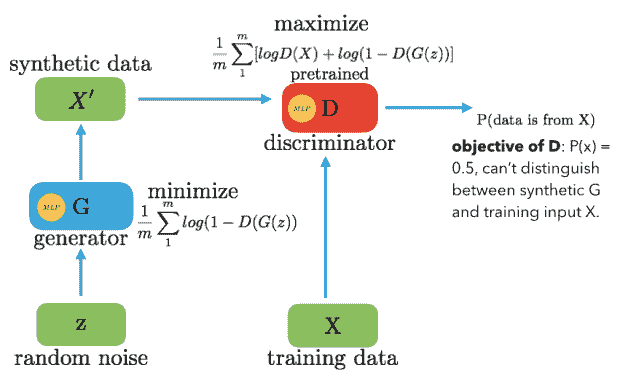 maximize
\frac{1}{m} \sum_{1}^{m} [logD(X) + log(1 − D(G(z))]
pretrained
synthetic data
X′
MLP D
discriminator
P(data is from X)
objective of D: P(x) =
0.5, can’t distinguish
between synthetic G
and training input X.
MLP G
generator
minimize
\frac{1}{m} \sum_{1}^{m} log(1 − D(G(z))
z
random noise
X
training data